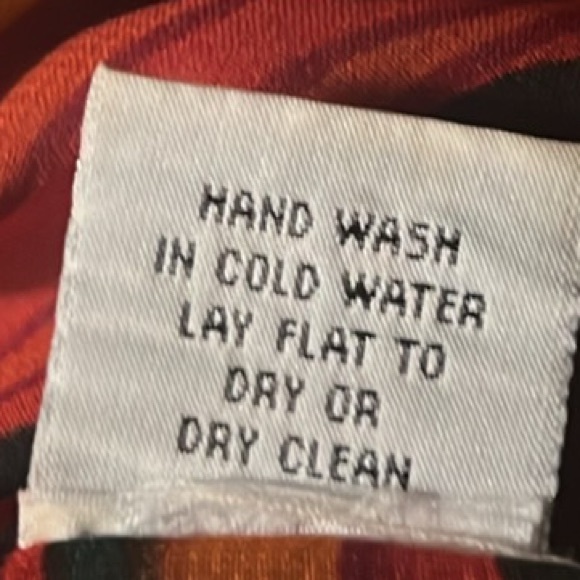 HAND WASH
IN COLD WATER
LAY FLAT TO
DRY OR
DRY CLEAN